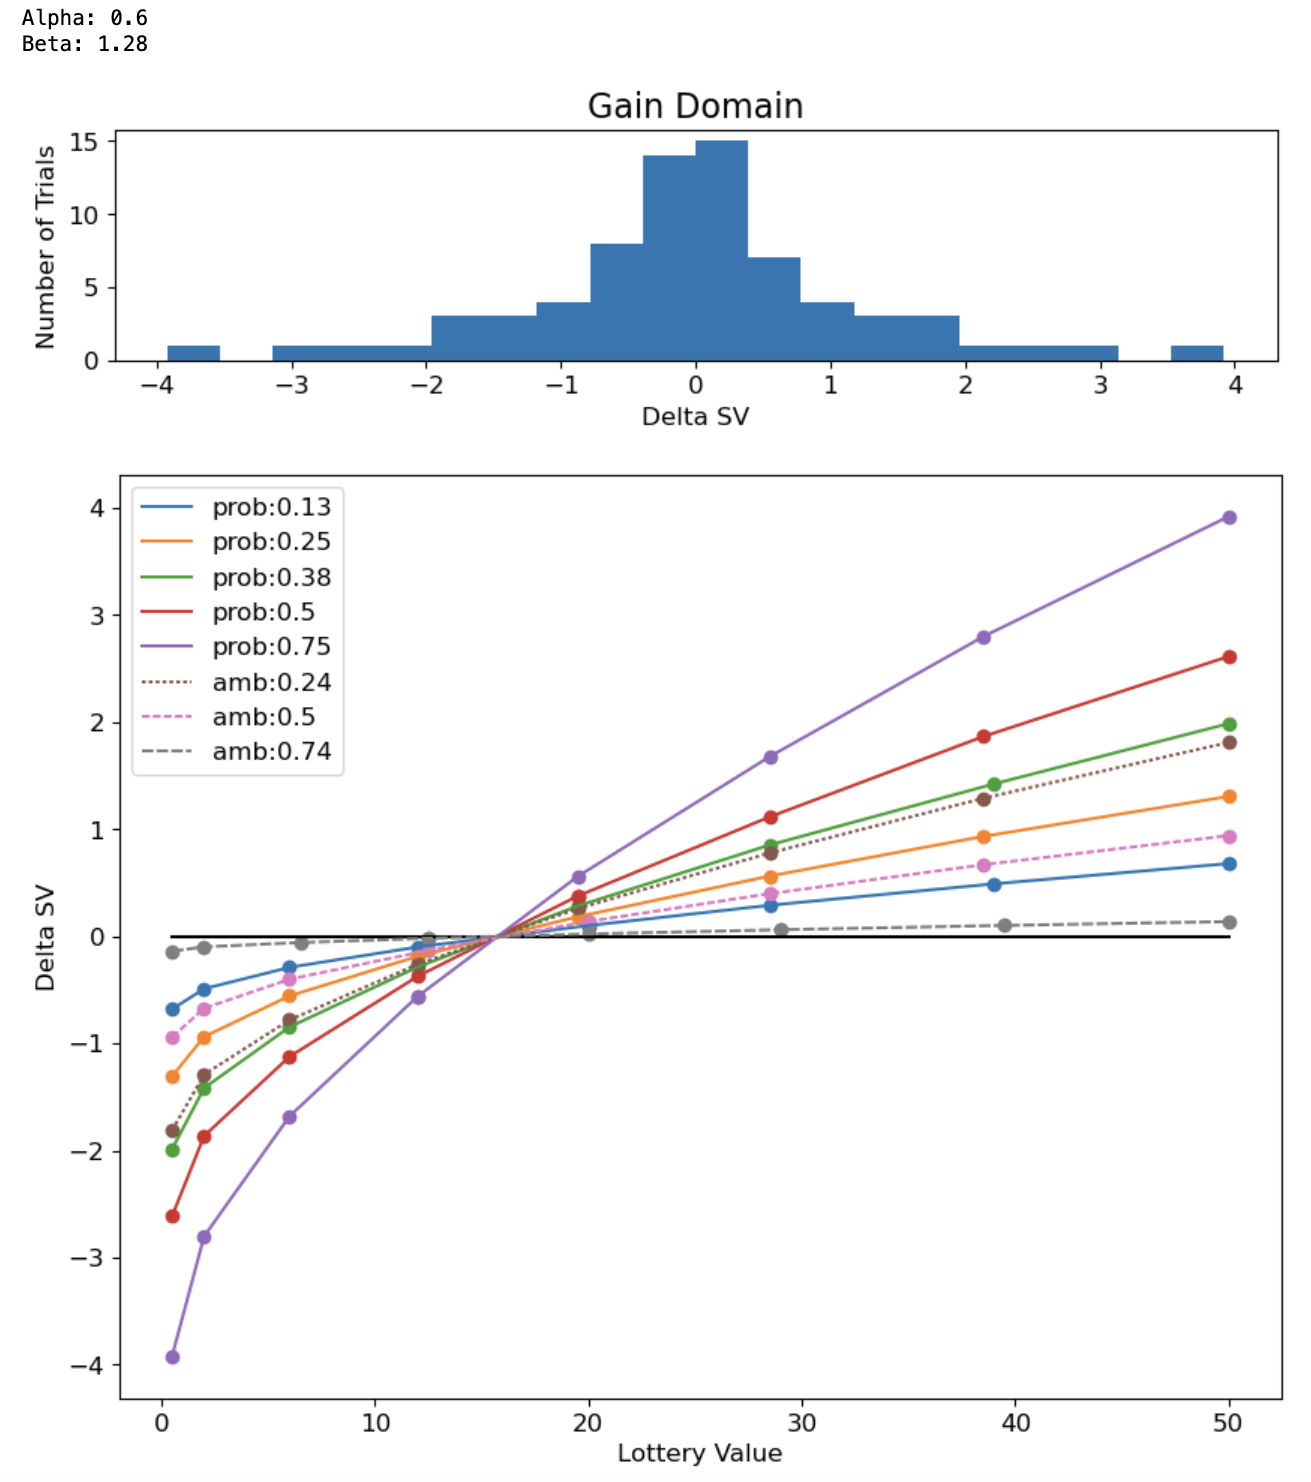 Alpha: 0.6
Beta: 1.28
Gain Domain
Number of Trials
15
10
5
0
−4
−3
−2
−1
0
1
2
3
4
Delta SV
prob:0.13
prob:0.25
prob:0.38
prob:0.5
prob:0.75
amb:0.24
amb:0.5
amb:0.74
Delta SV
4
3
2
1
0
−1
−2
−3
−4
0
10
20
30
40
50
Lottery Value